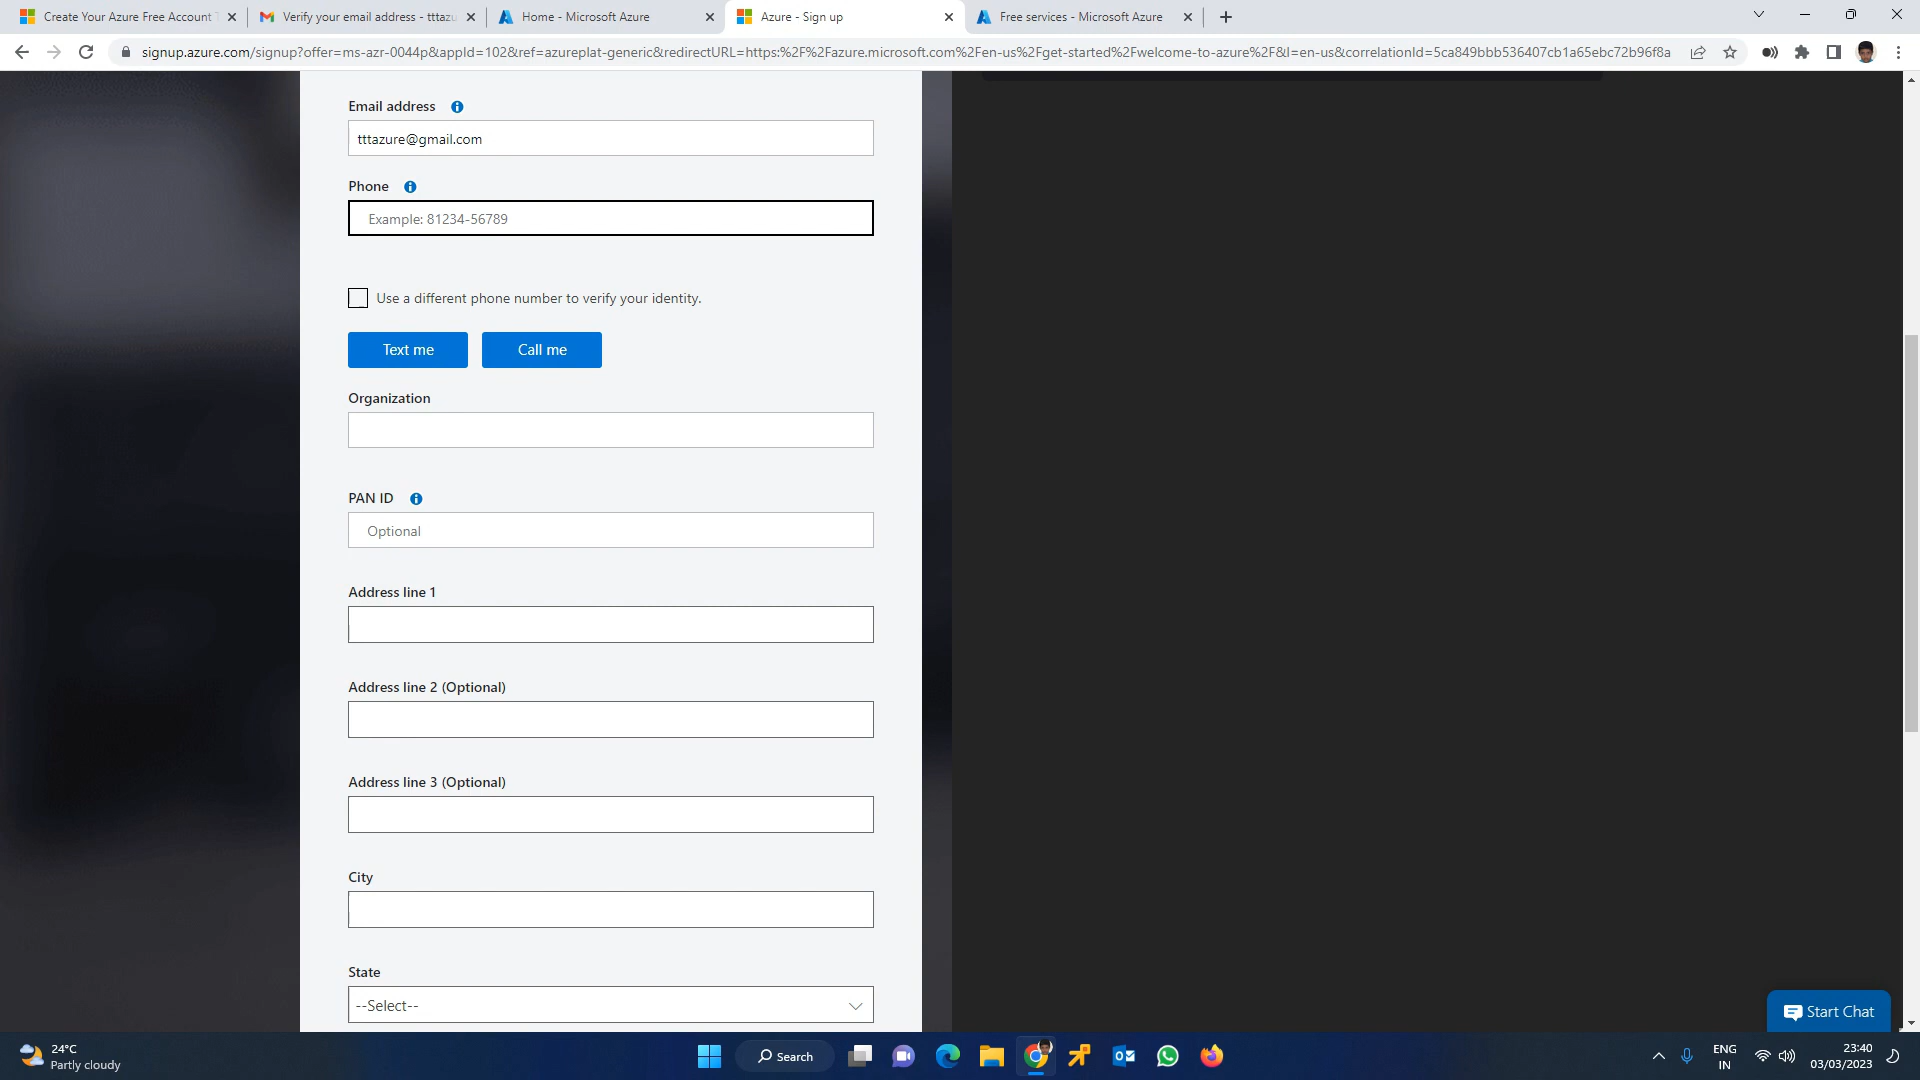 Create Your Azure Free Account
Verify your email address - tttazu
Home - Microsoft Azure
Azure - Sign up
Free services - Microsoft Azure
signup.azure.com/signup?offer=ms-azr-0044p&appId=102&ref=azureplat-generic&redirectURL=https:%2F%2Fazure.microsoft.com%2Fen-us%2Fget-started%2Fwelcome-to-azure%2F&l=en-us&correlationId=5ca849bbb536407cb1a65ebc72b96f8a
Email address
tttazure@gmail.com
Phone
Example: 81234-56789
Use a different phone number to verify your identity.
Text me
Call me
Organization
PAN ID
Optional
Address line 1
Address line 2 (Optional)
Address line 3 (Optional)
City
State
--Select--
Start Chat
24°C
Partly cloudy
Search
ENG
IN
23:40
03/03/2023